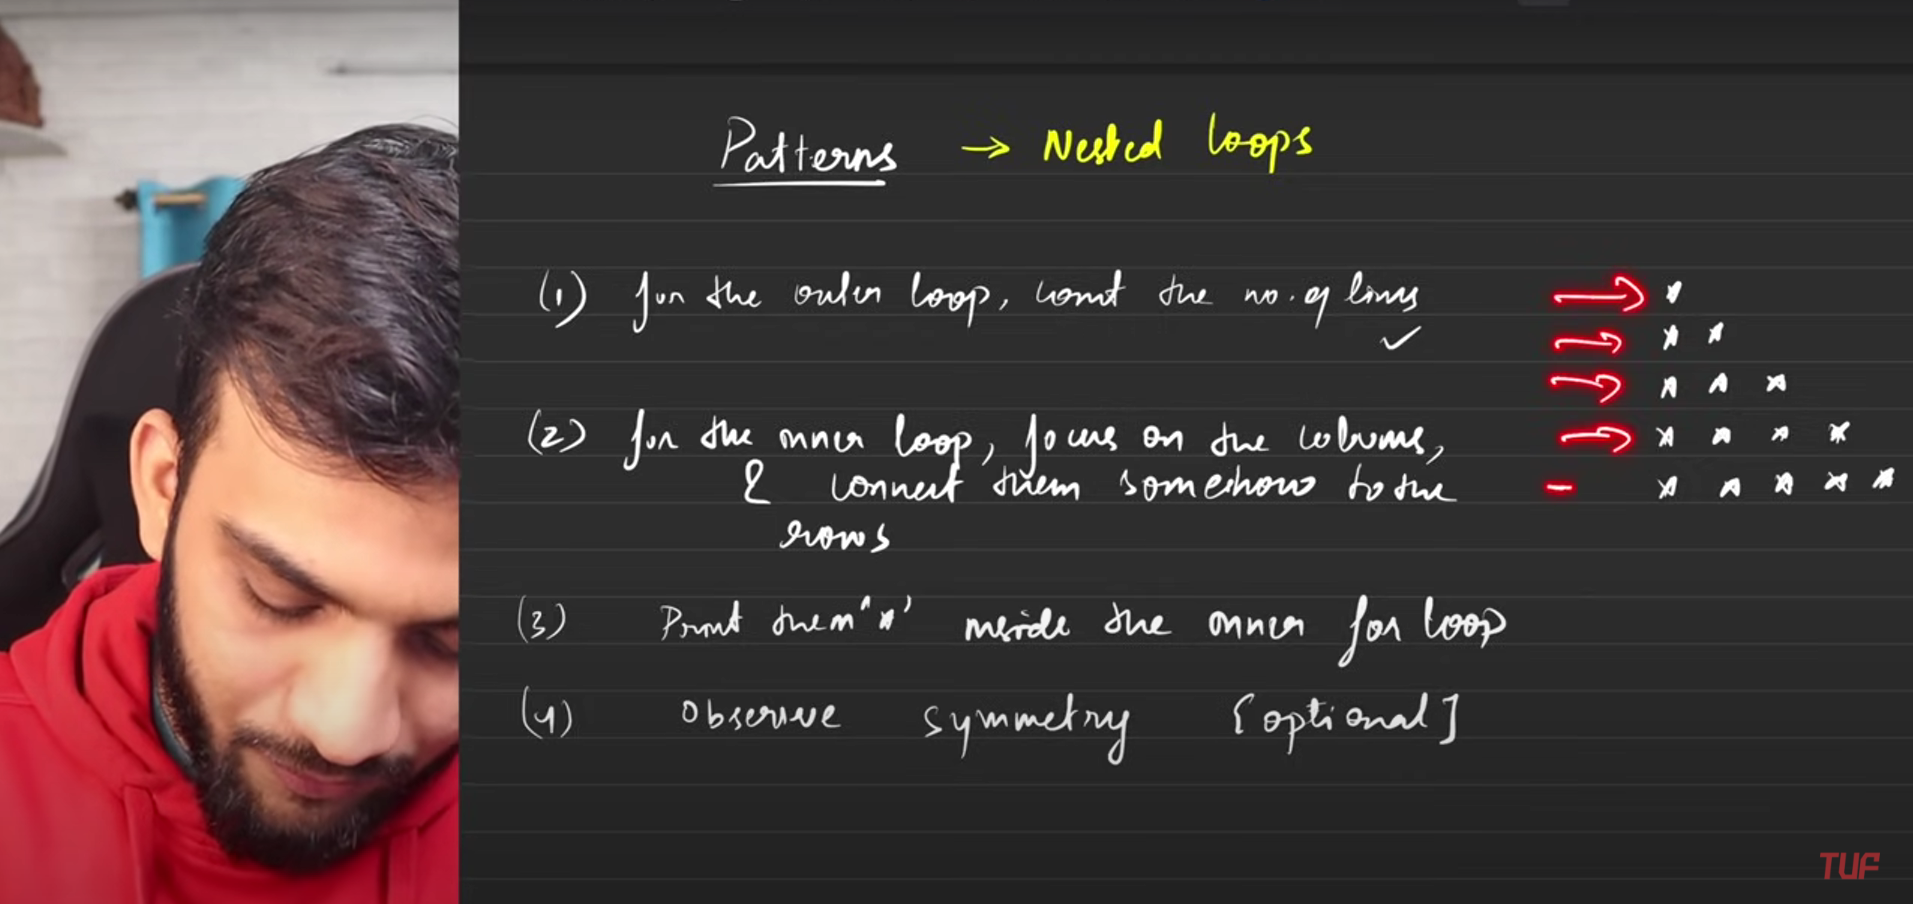 Patterns → Nested loops
(1) for the outer loop, count the no. of lines ✓
(2) for the inner loop, focus on the columns,
& connect them somehow to the
rows
(3) Print them '*' inside the inner for loop
(4) Observe symmetry [optional]
→ *
→ * *
→ * * *
→ * * * *
- * * * * *
TUF